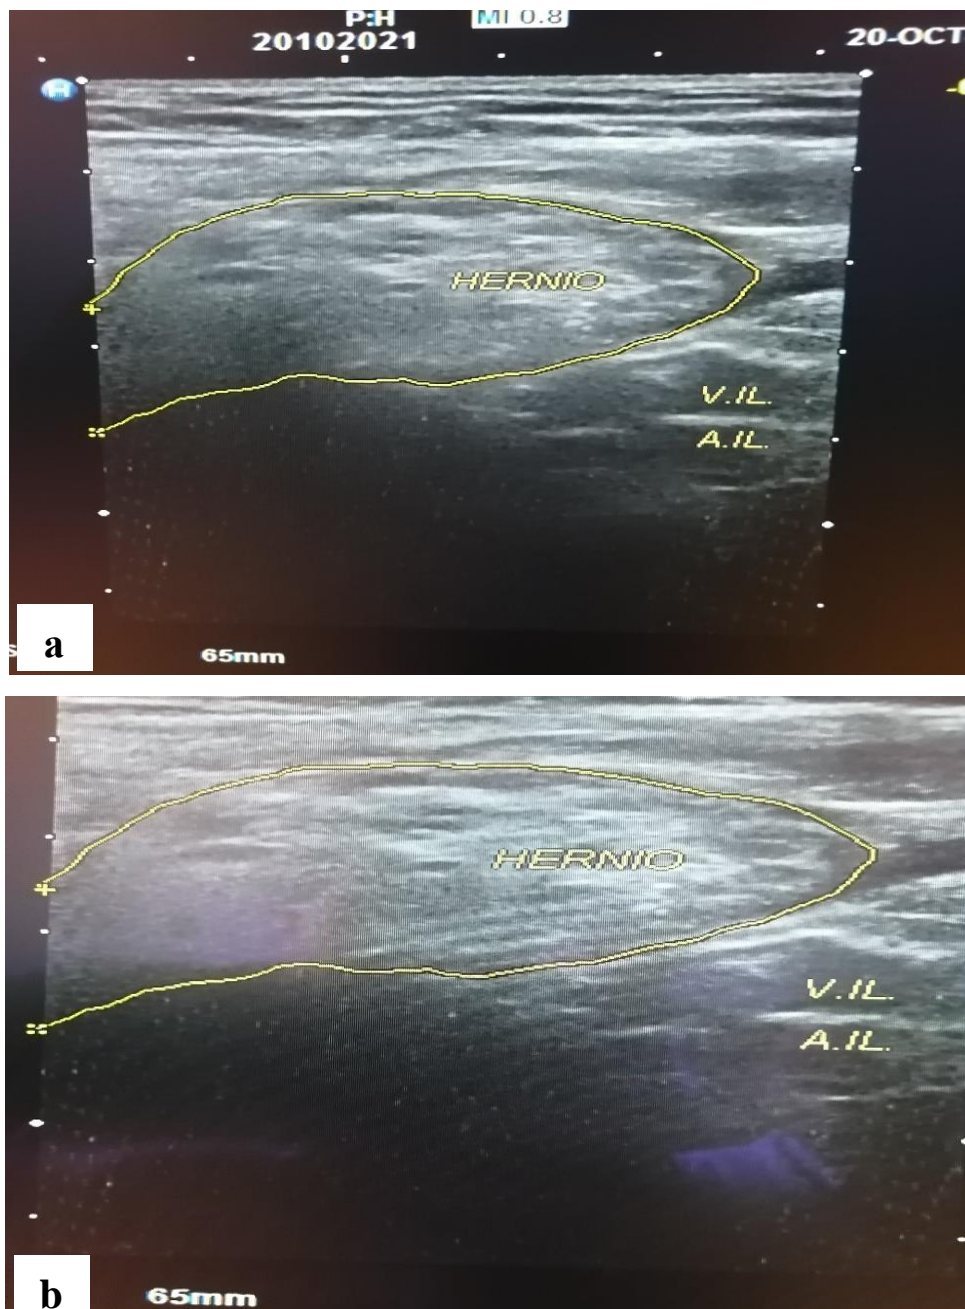 P:H
MI 0.8
20102021
20-OCT
H
HERNIO
V.IL.
A.IL.
a
65mm
HERNIO
V.IL.
A.IL.
b
65mm